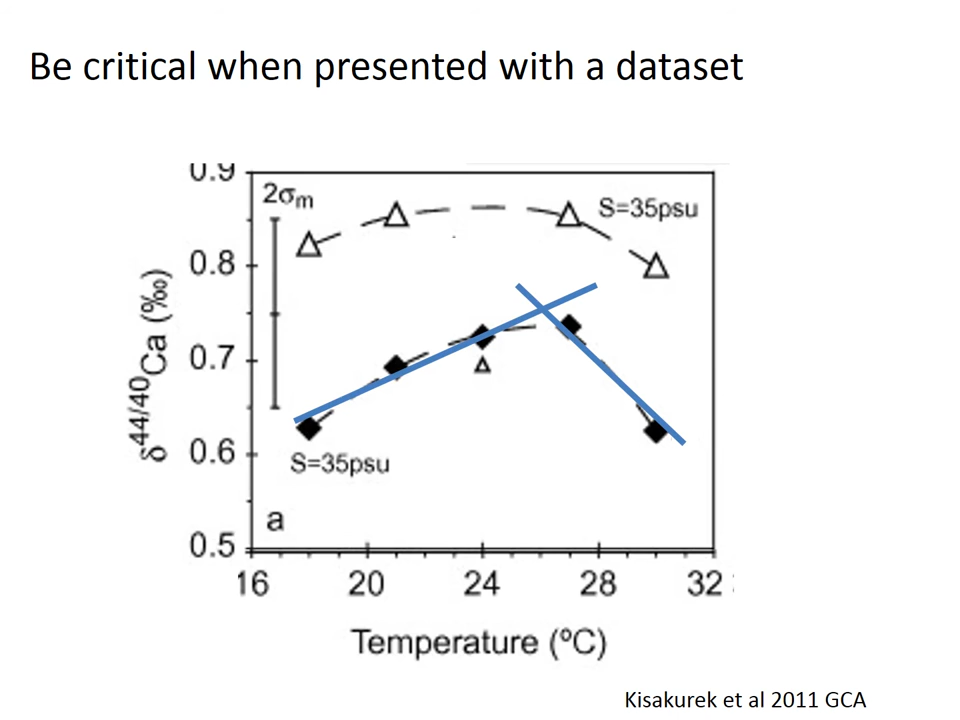 Be critical when presented with a dataset
0.9
2σm
S=35psu
0.8
0.7
0.6
S=35psu
a
0.5
16 20 24 28 32
δ44/40Ca (‰)
Temperature (ºC)
Kisakurek et al 2011 GCA